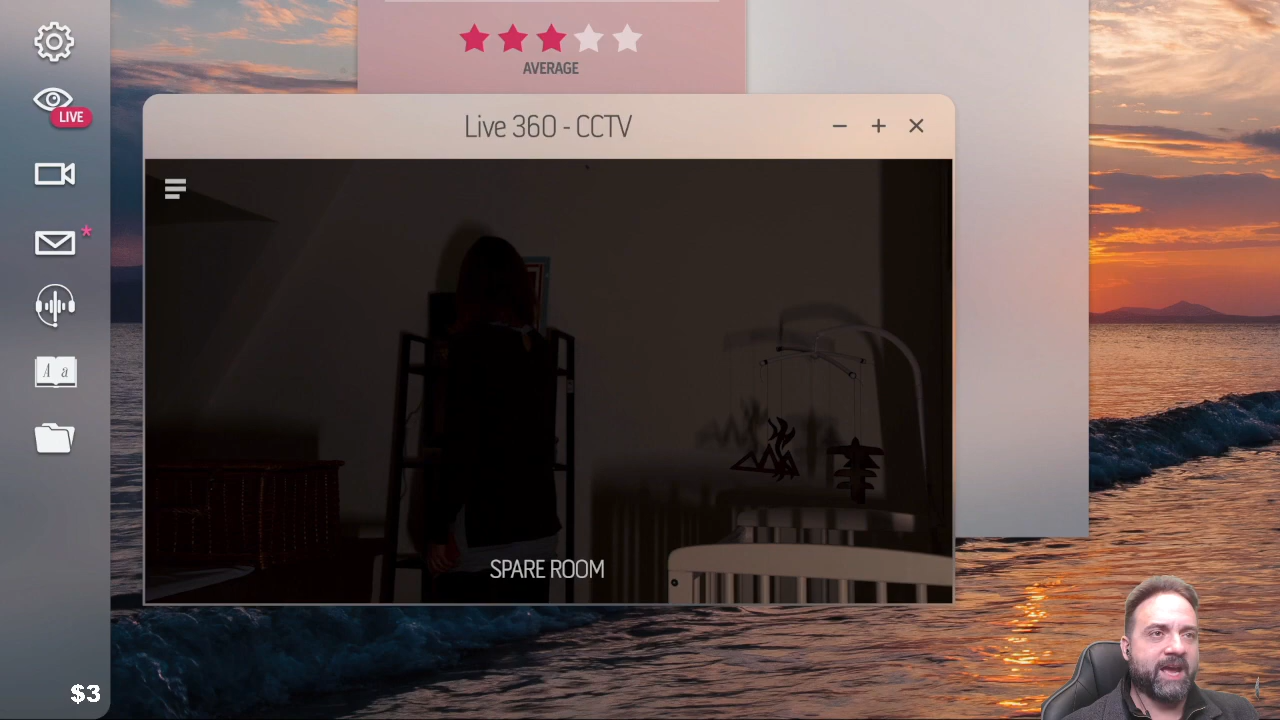 AVERAGE
LIVE
Live 360 - CCTV
A a
SPARE ROOM
$3